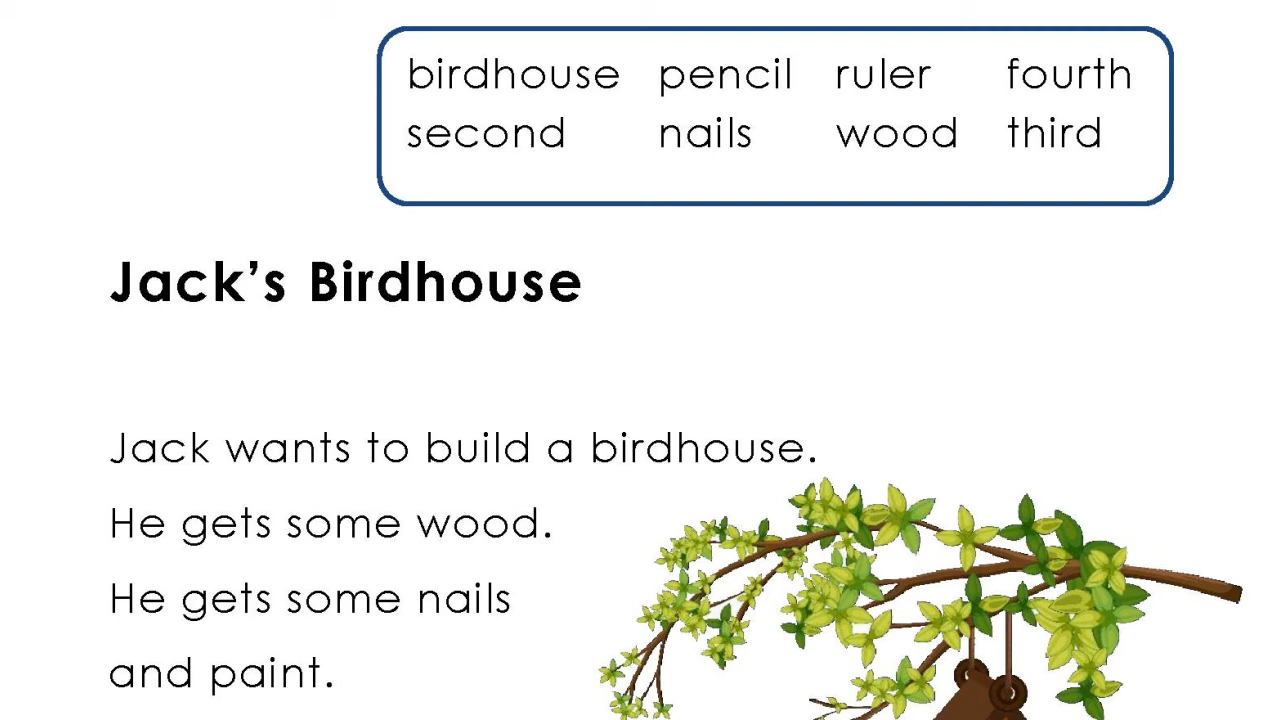 birdhouse pencil ruler fourth
second nails wood third
Jack’s Birdhouse
Jack wants to build a birdhouse.
He gets some wood.
He gets some nails
and paint.